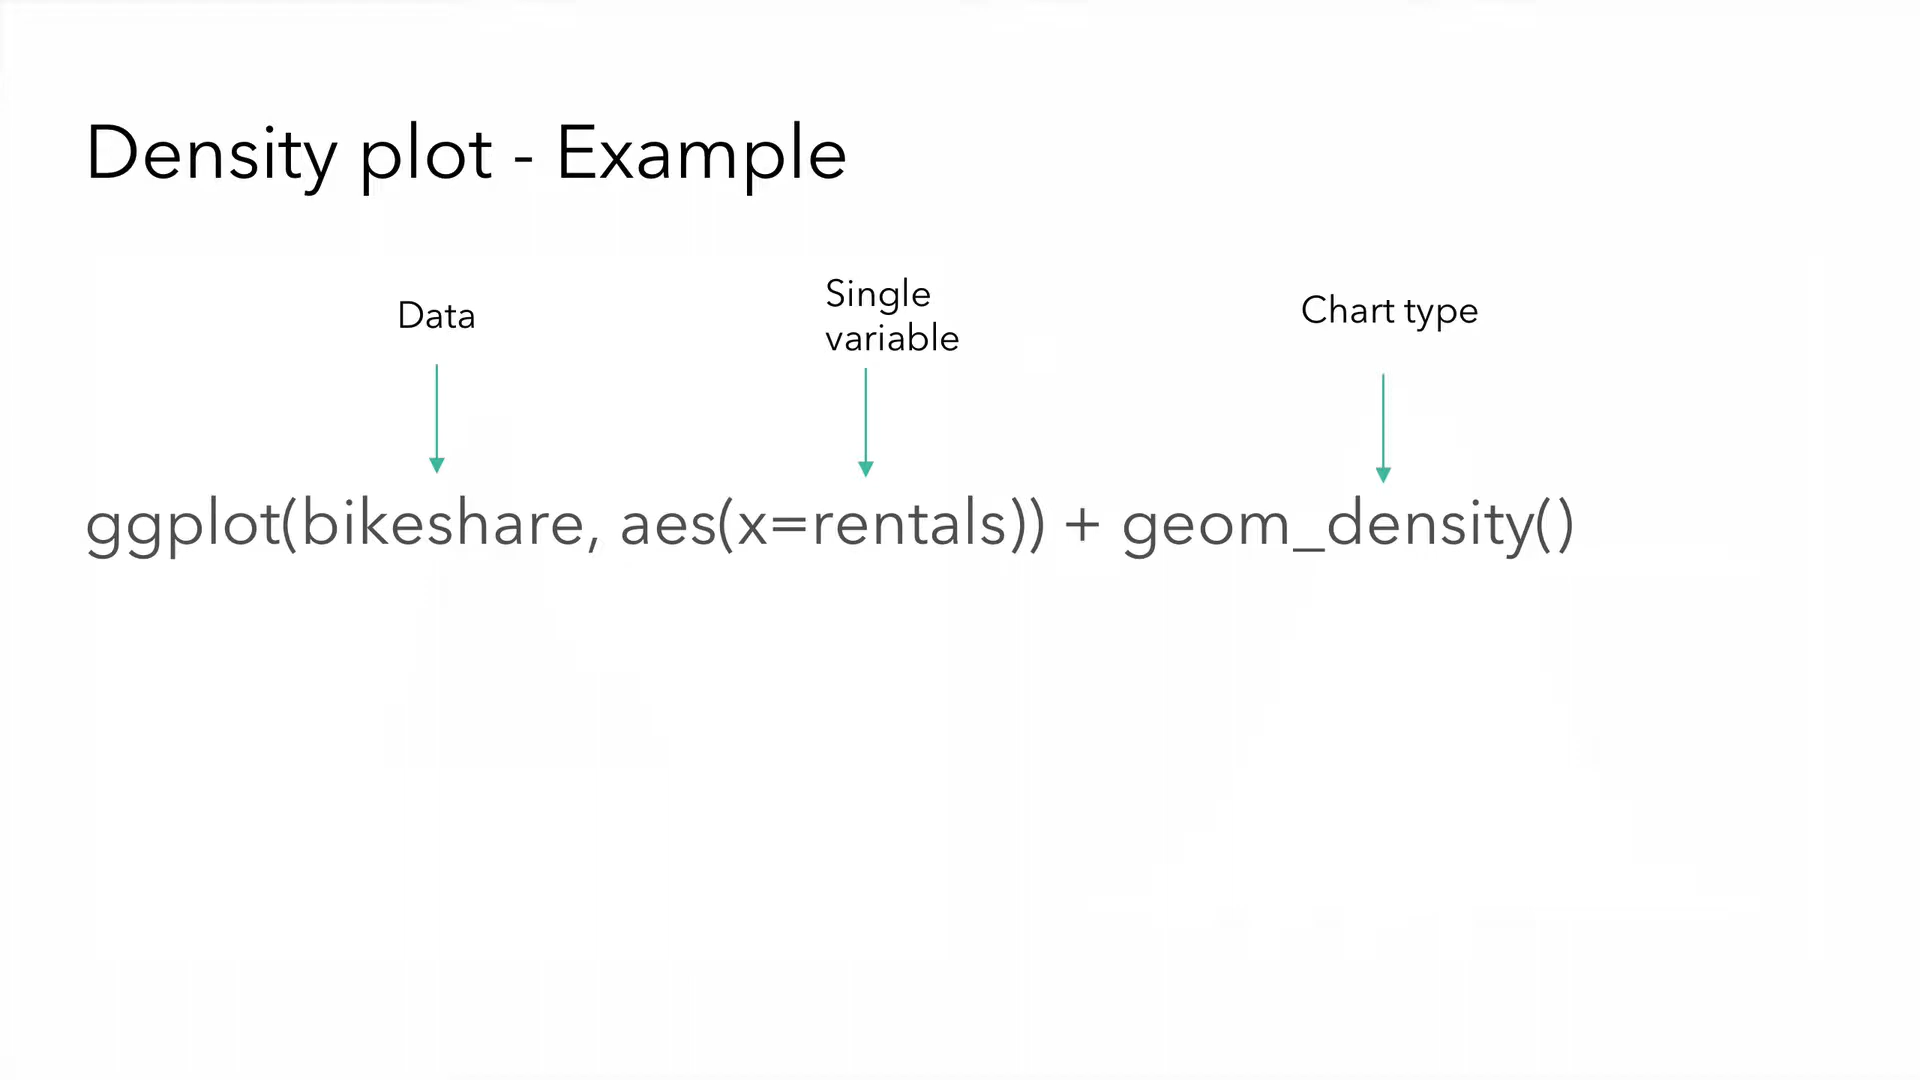 Density plot - Example
Data
Single
variable
Chart type
ggplot(bikeshare, aes(x=rentals)) + geom_density()